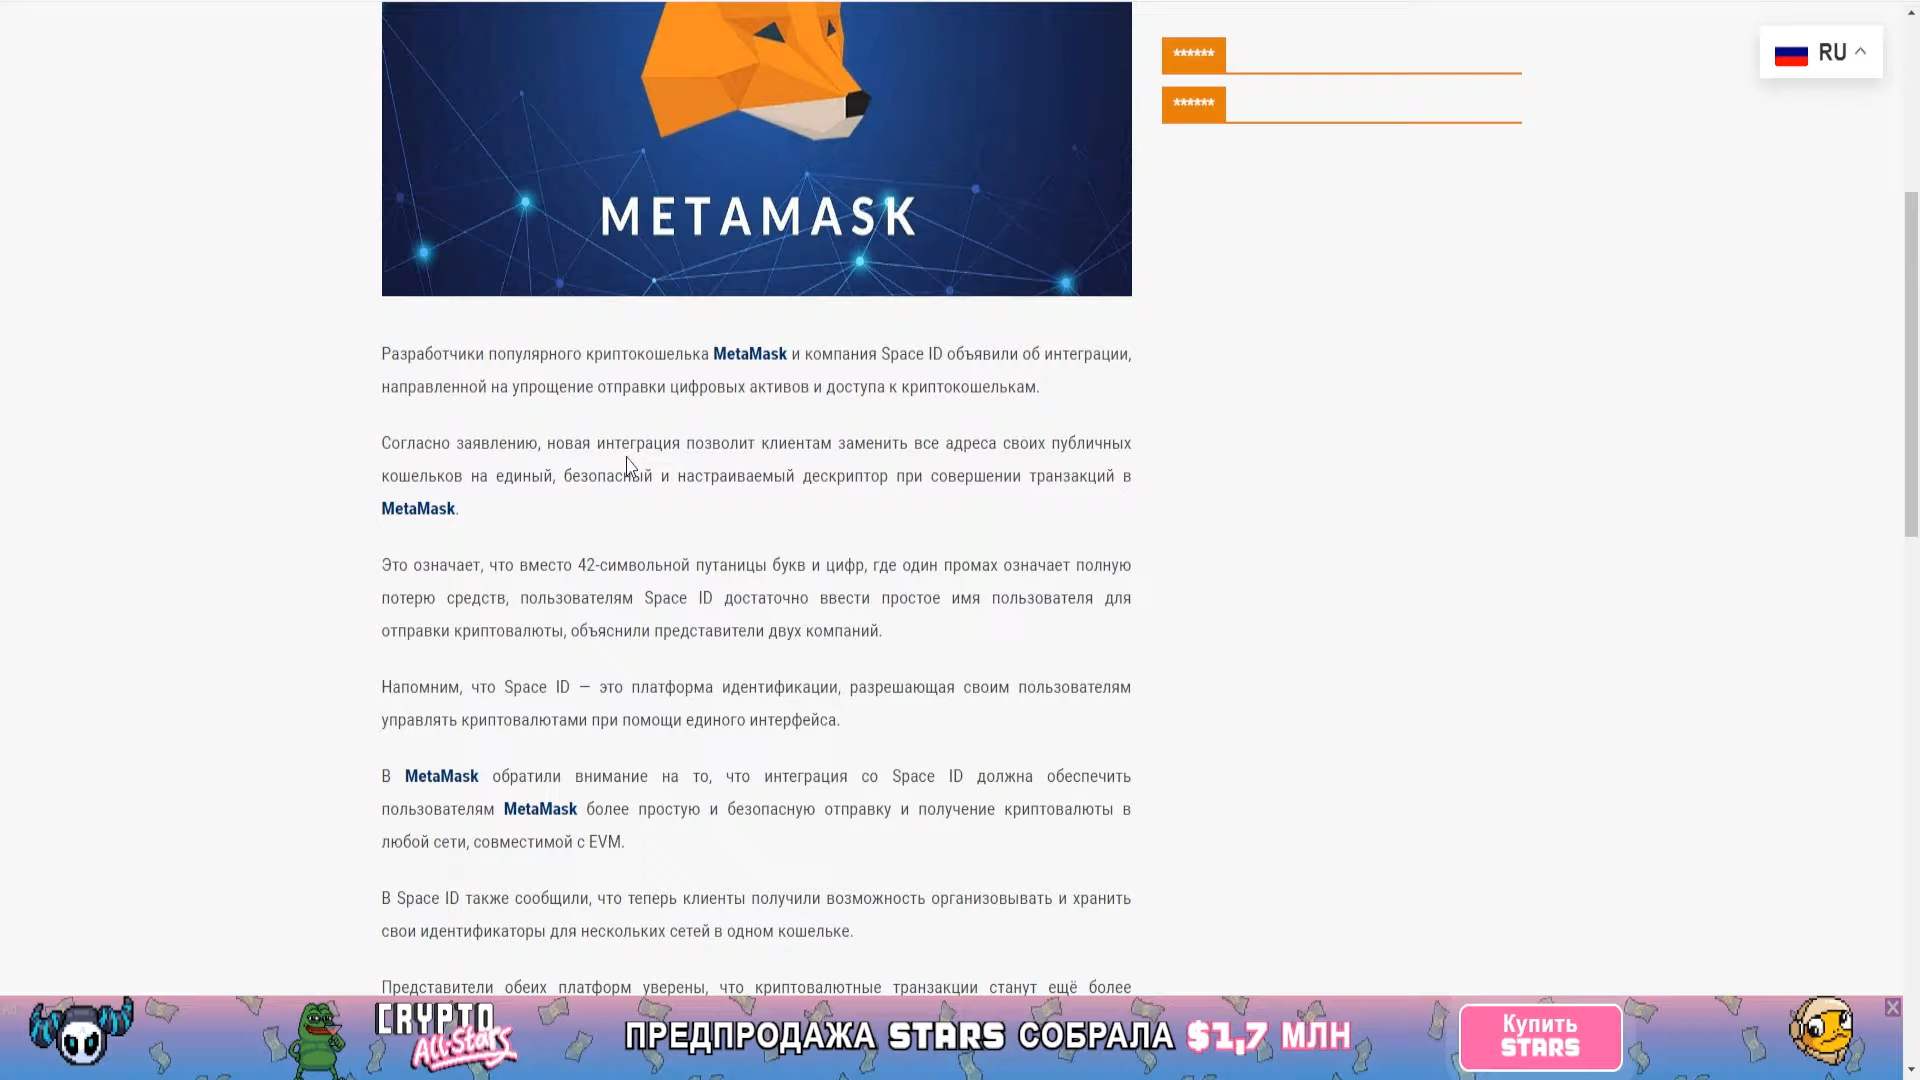 ******
******
RU
METAMASK
Разработчики популярного криптокошелька MetaMask и компания Space ID объявили об интеграции,
направленной на упрощение отправки цифровых активов и доступа к криптокошелькам.
Согласно заявлению, новая интеграция позволит клиентам заменить все адреса своих публичных
кошельков на единый, безопасный и настраиваемый дескриптор при совершении транзакций в
MetaMask.
Это означает, что вместо 42-символьной путаницы букв и цифр, где один промах означает полную
потерю средств, пользователям Space ID достаточно ввести простое имя пользователя для
отправки криптовалюты, объяснили представители двух компаний.
Напомним, что Space ID — это платформа идентификации, разрешающая своим пользователям
управлять криптовалютами при помощи единого интерфейса.
В MetaMask обратили внимание на то, что интеграция со Space ID должна обеспечить
пользователям MetaMask более простую и безопасную отправку и получение криптовалюты в
любой сети, совместимой с EVM.
В Space ID также сообщили, что теперь клиенты получили возможность организовывать и хранить
свои идентификаторы для нескольких сетей в одном кошельке.
Представители обеих платформ уверены, что криптовалютные транзакции станут ещё более
CRYPTO
All-Stars
ПРЕДПРОДАЖА STARS СОБРАЛА $1,7 МЛН
Купить
STARS